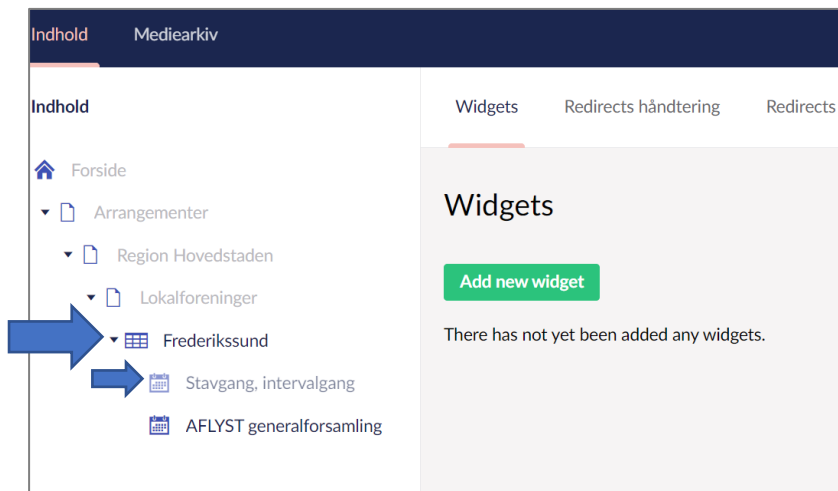 Indhold Mediearkiv
Indhold
Widgets Redirects håndtering Redirects
Forside
Arrangementer
Region Hovedstaden
Lokalforeninger
Frederikssund
Stavgang, intervalgang
AFLYST generalforsamling
Widgets
Add new widget
There has not yet been added any widgets.